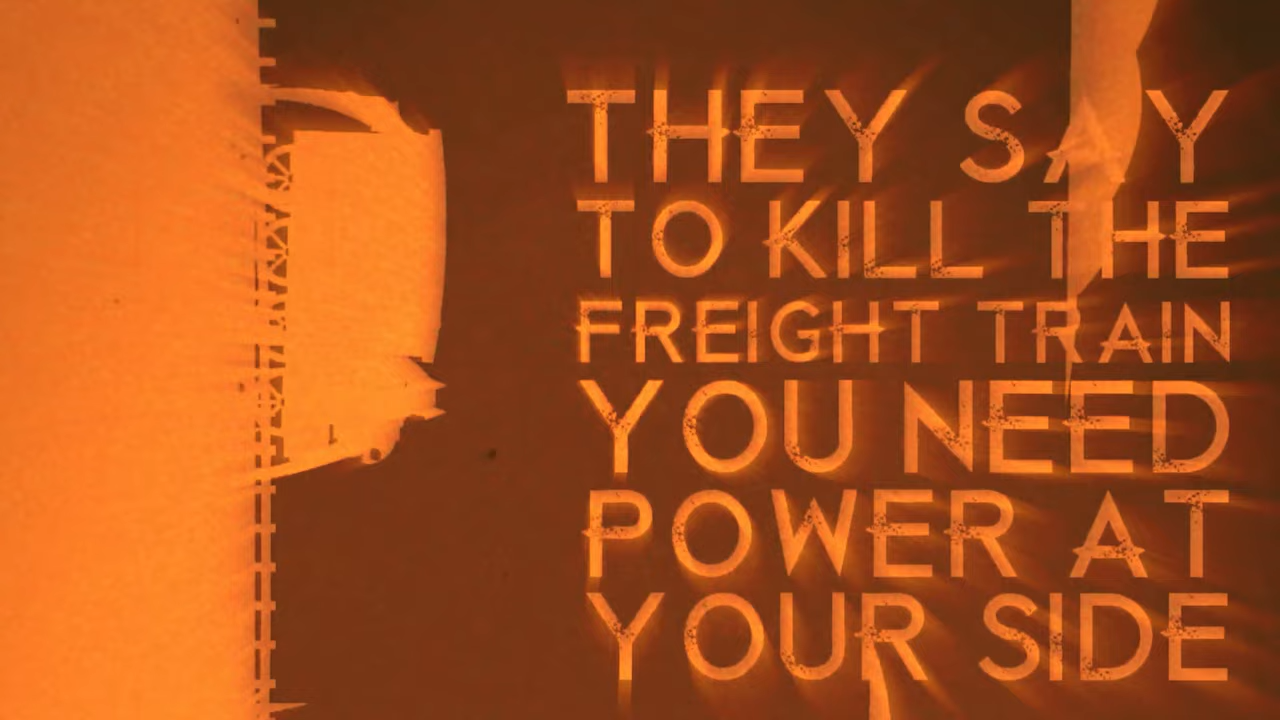 THEY SAY
TO KILL THE
FREIGHT TRAIN
YOU NEED
POWER AT
YOUR SIDE